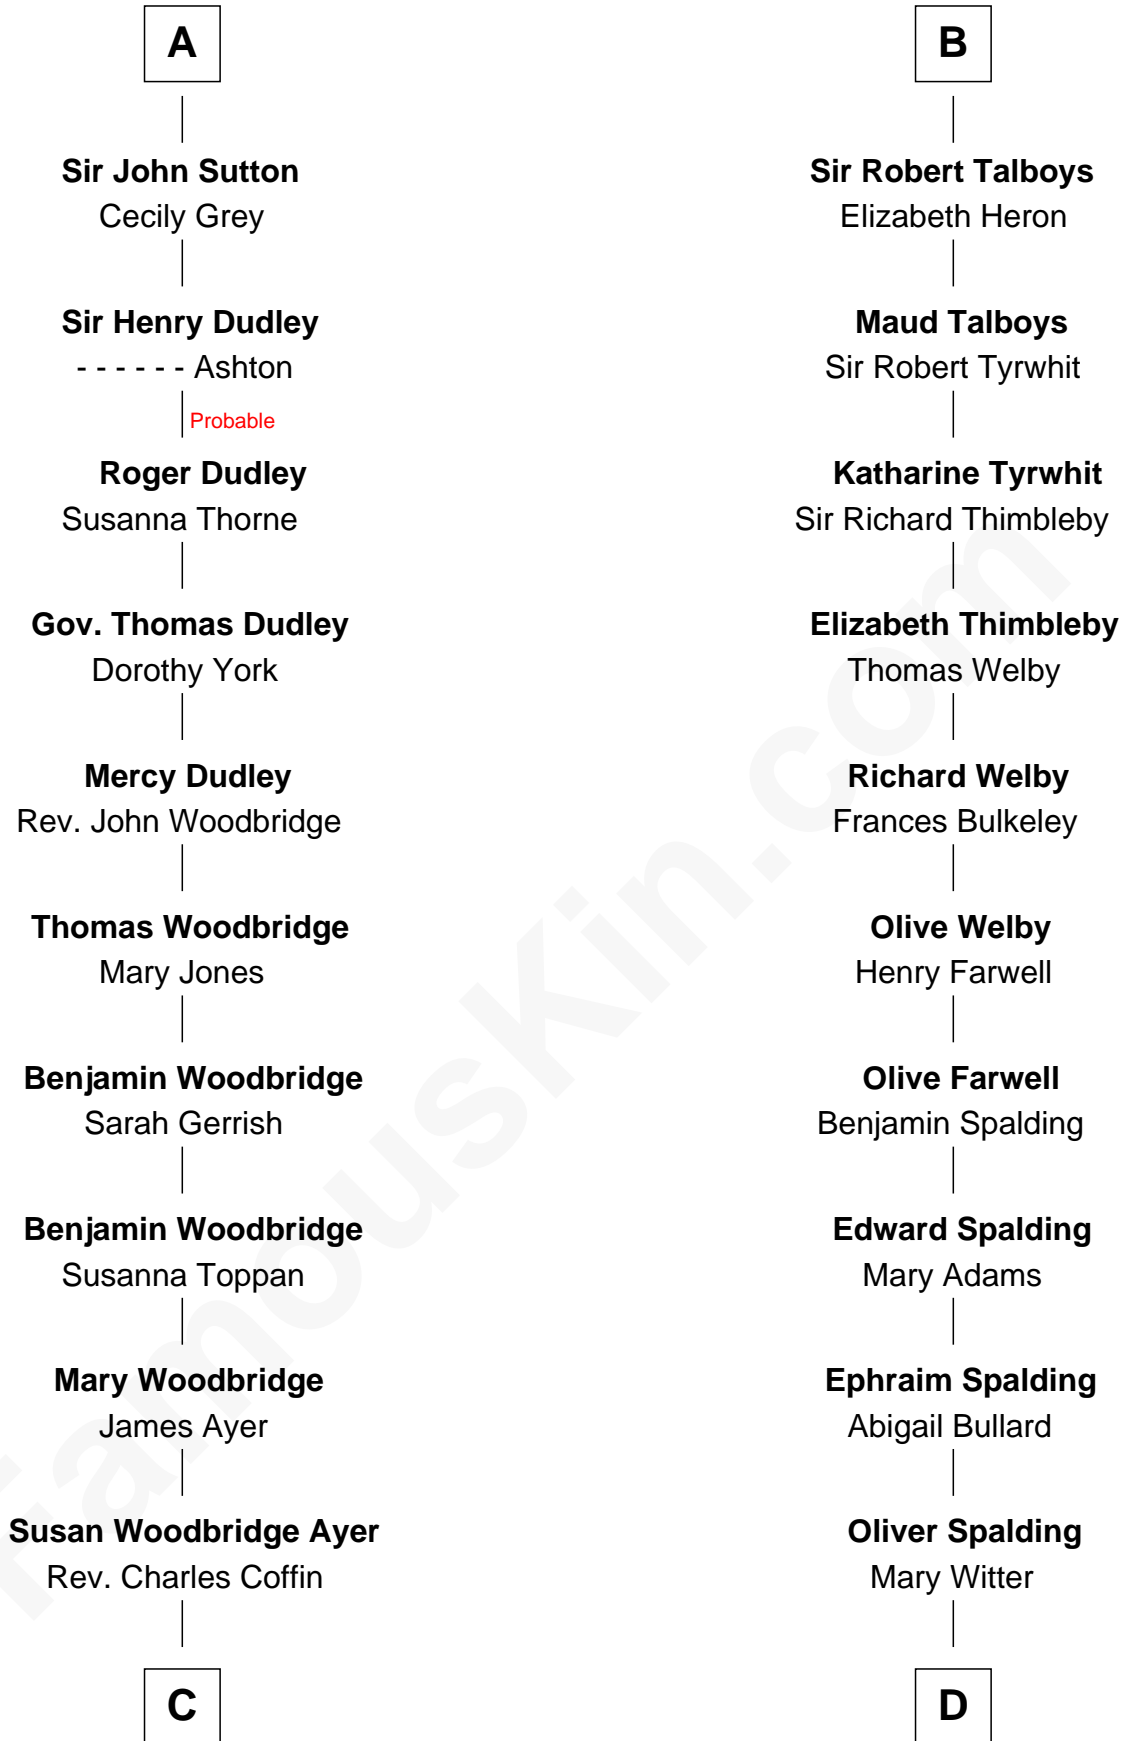 A
Sir John Sutton
Cecily Grey
Sir Henry Dudley
- - - - - - Ashton
Probable
Roger Dudley
Susanna Thorne
Gov. Thomas Dudley
Dorothy York
Mercy Dudley
Rev. John Woodbridge
Thomas Woodbridge
Mary Jones
Benjamin Woodbridge
Sarah Gerrish
Benjamin Woodbridge
Susanna Toppan
Mary Woodbridge
James Ayer
Susan Woodbridge Ayer
Rev. Charles Coffin
C
B
Sir Robert Talboys
Elizabeth Heron
Maud Talboys
Sir Robert Tyrwhit
Katharine Tyrwhit
Sir Richard Thimbleby
Elizabeth Thimbleby
Thomas Welby
Richard Welby
Frances Bulkeley
Olive Welby
Henry Farwell
Olive Farwell
Benjamin Spalding
Edward Spalding
Mary Adams
Ephraim Spalding
Abigail Bullard
Oliver Spalding
Mary Witter
D
FamousKin.com